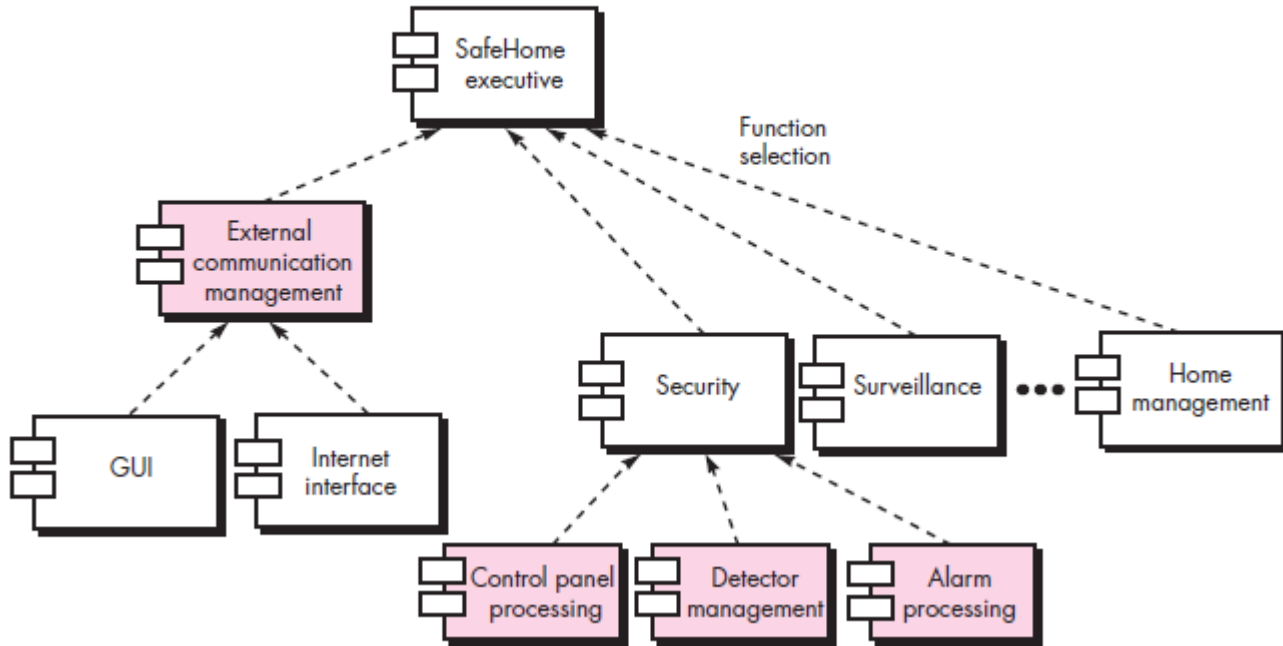 SafeHome
executive
Function
selection
External
communication
management
Security
Surveillance
Home
management
GUI
Internet
interface
Control panel
processing
Detector
management
Alarm
processing